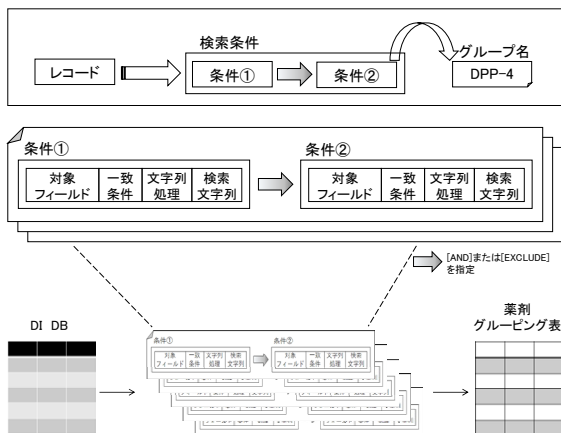 検索条件
グループ名
レコード
条件①
条件②
DPP-4
条件①
条件②
対象
フィールド
一致
条件
文字列
処理
検索
文字列
対象
フィールド
一致
条件
文字列
処理
検索
文字列
[AND]または[EXCLUDE]
を指定
DI DB
薬剤
グルーピング表
条件①
条件②
対象
フィールド
一致
条件
文字列
処理
検索
文字列
対象
フィールド
一致
条件
文字列
処理
検索
文字列